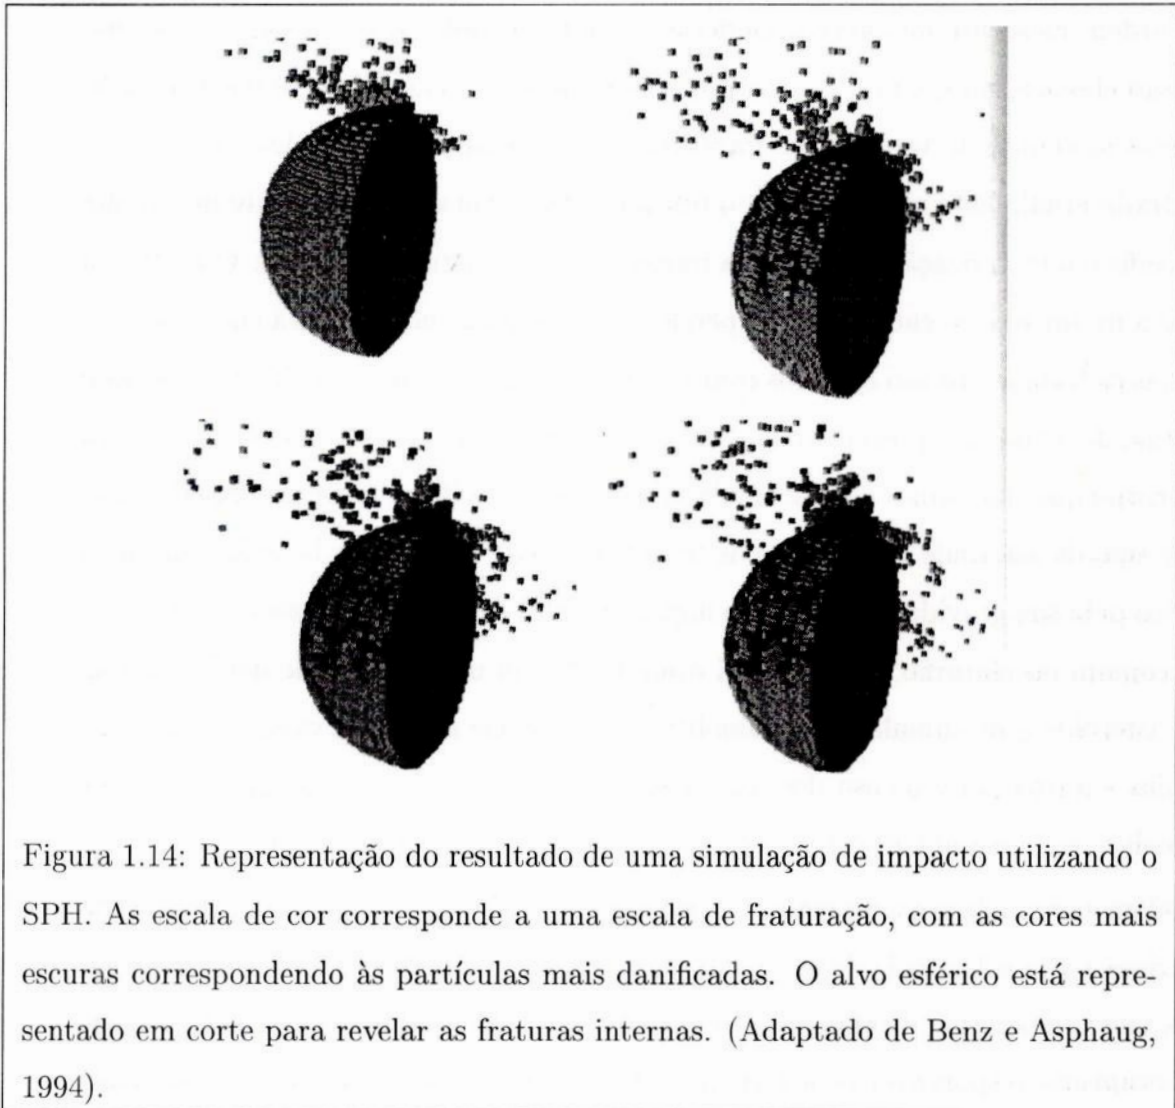 Figura 1.14: Representação do resultado de uma simulação de impacto utilizando o
SPH. As escala de cor corresponde a uma escala de fraturação, com as cores mais
escuras correspondendo às partículas mais danificadas. O alvo esférico está repre-
sentado em corte para revelar as fraturas internas. (Adaptado de Benz e Asphaug,
1994).